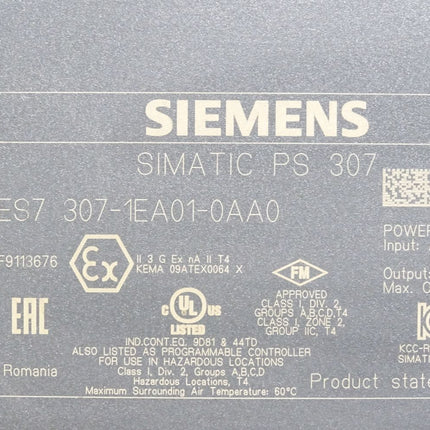 SIEMENS
SIMATIC PS 307
ES7 307-1EA01-0AA0
POWER
Input:
F9113676
Ex
II 3 G Ex nA II T4
KEMA 09ATEX0064 X
FM
APPROVED
CLASS I, DIV. 2,
GROUPS A,B,C,D,T4
CLASS I, ZONE 2,
GROUP IIC, T4
Outputs
Max. C
EAC
C UL US
LISTED
IND.CONT.EQ. 9D81 & 44TD
ALSO LISTED AS PROGRAMMABLE CONTROLLER
FOR USE IN HAZARDOUS LOCATIONS
Class I, Div. 2, Groups A,B,C,D
Hazardous Locations, T4
Maximum Surrounding Air Temperature: 60°C
KCC-R
SIMATI
Romania
Product state